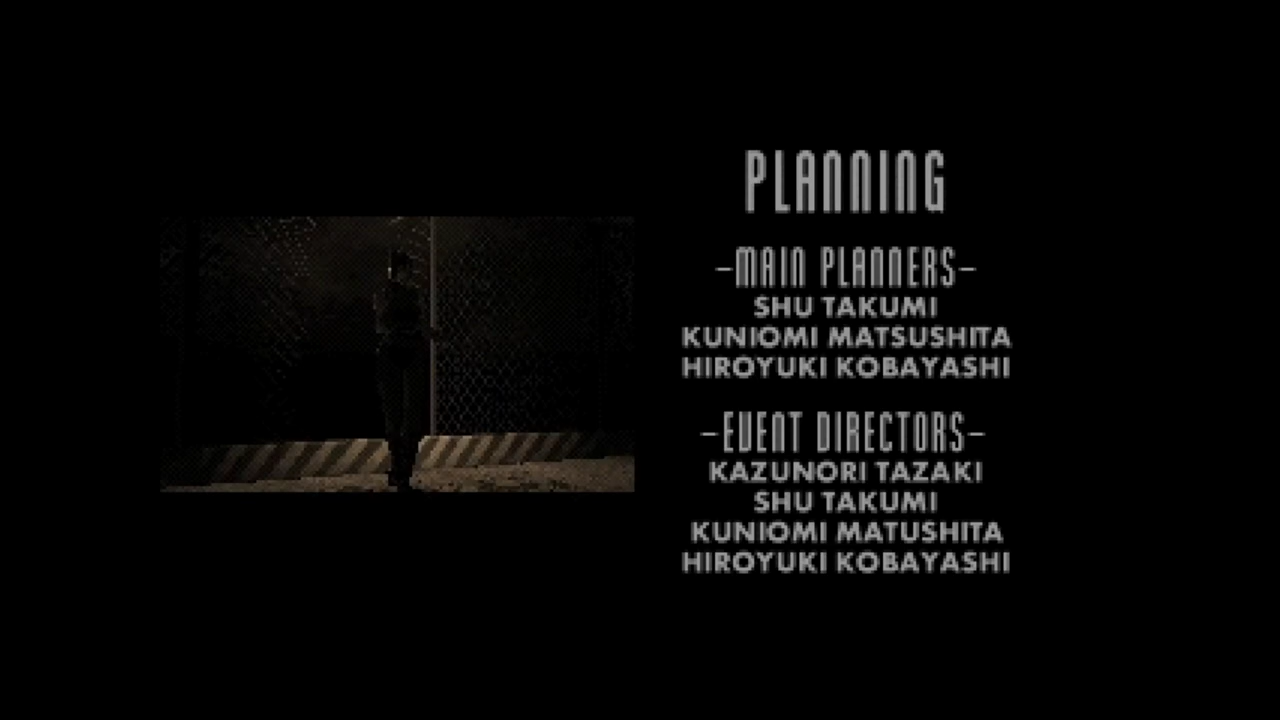 PLANNING
-MAIN PLANNERS-
SHU TAKUMI
KUNIOMI MATSUSHITA
HIROYUKI KOBAYASHI
-EVENT DIRECTORS-
KAZUNORI TAZAKI
SHU TAKUMI
KUNIOMI MATUSHITA
HIROYUKI KOBAYASHI